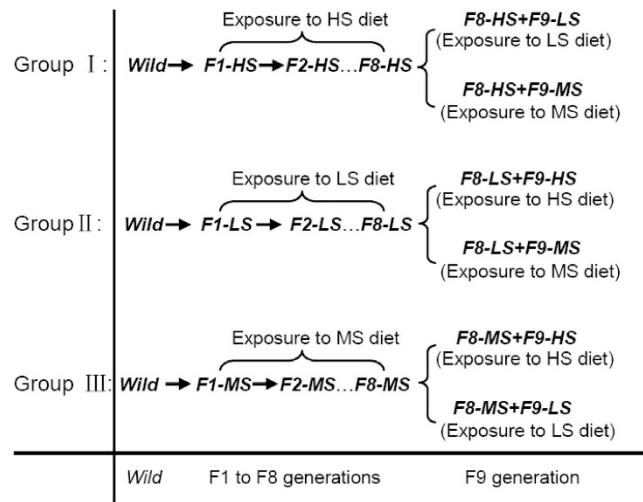 Exposure to HS diet
F8-HS+F9-LS
(Exposure to LS diet)
Group Ⅰ: Wild F1-HS F2-HS...F8-HS
F8-HS+F9-MS
(Exposure to MS diet)
Exposure to LS diet
F8-LS+F9-HS
(Exposure to HS diet)
Group Ⅱ: Wild F1-LS F2-LS...F8-LS
F8-LS+F9-MS
(Exposure to MS diet)
Exposure to MS diet
F8-MS+F9-HS
(Exposure to HS diet)
Group Ⅲ: Wild F1-MS F2-MS...F8-MS
F8-MS+F9-LS
(Exposure to LS diet)
Wild F1 to F8 generations F9 generation